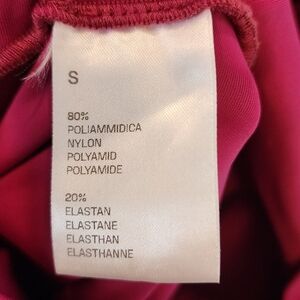 S
80%
POLIAMMIDICA
NYLON
POLYAMID
POLYAMIDE
20%
ELASTAN
ELASTANE
ELASTHAN
ELASTHANNE